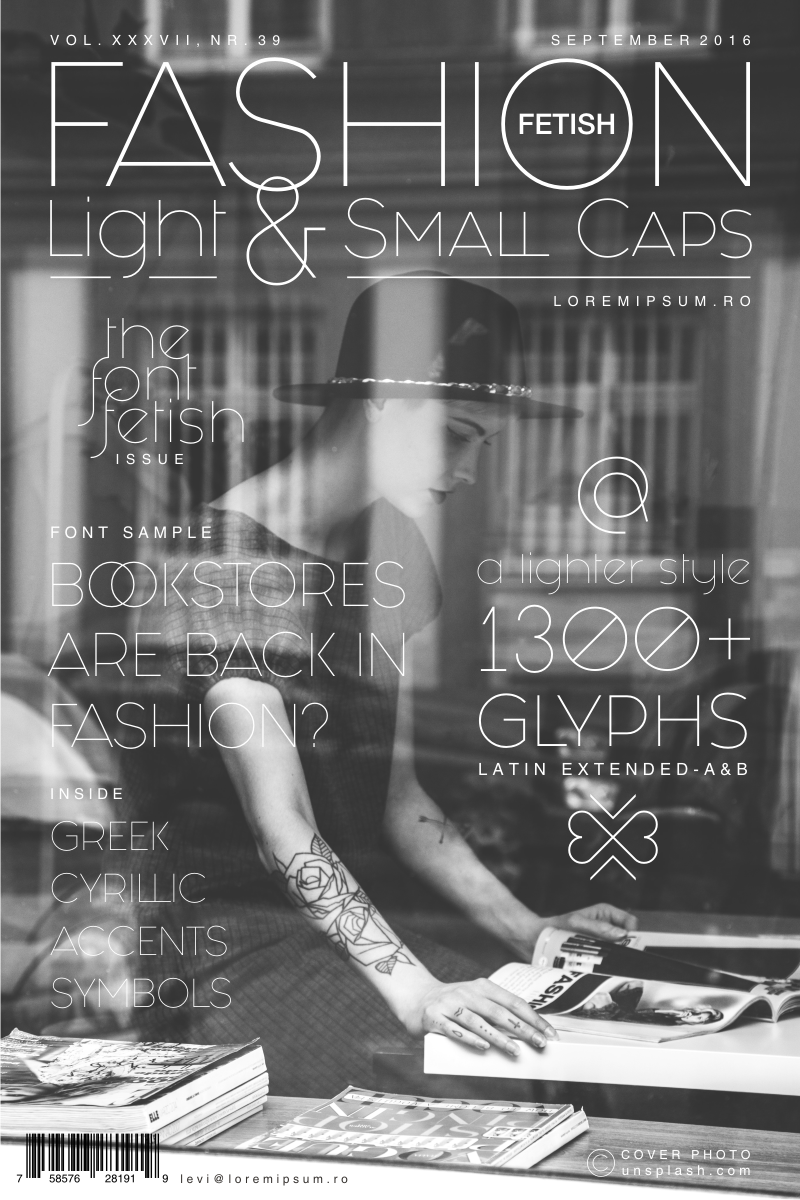 VOL. XXXVII, NR. 39
SEPTEMBER 2016
FASHION
FETISH
Light & SMALL CAPS
LOREMIPSUM.RO
the
font
fetish
ISSUE
@
FONT SAMPLE
BOOKSTORES
ARE BACK IN
FASHION?
a lighter style
1300+
GLYPHS
LATIN EXTENDED-A&B
INSIDE
GREEK
CYRILLIC
ACCENTS
SYMBOLS
FASHI
ELLE
7 58576 28191 9
levi@loremipsum.ro
© COVER PHOTO
unsplash.com